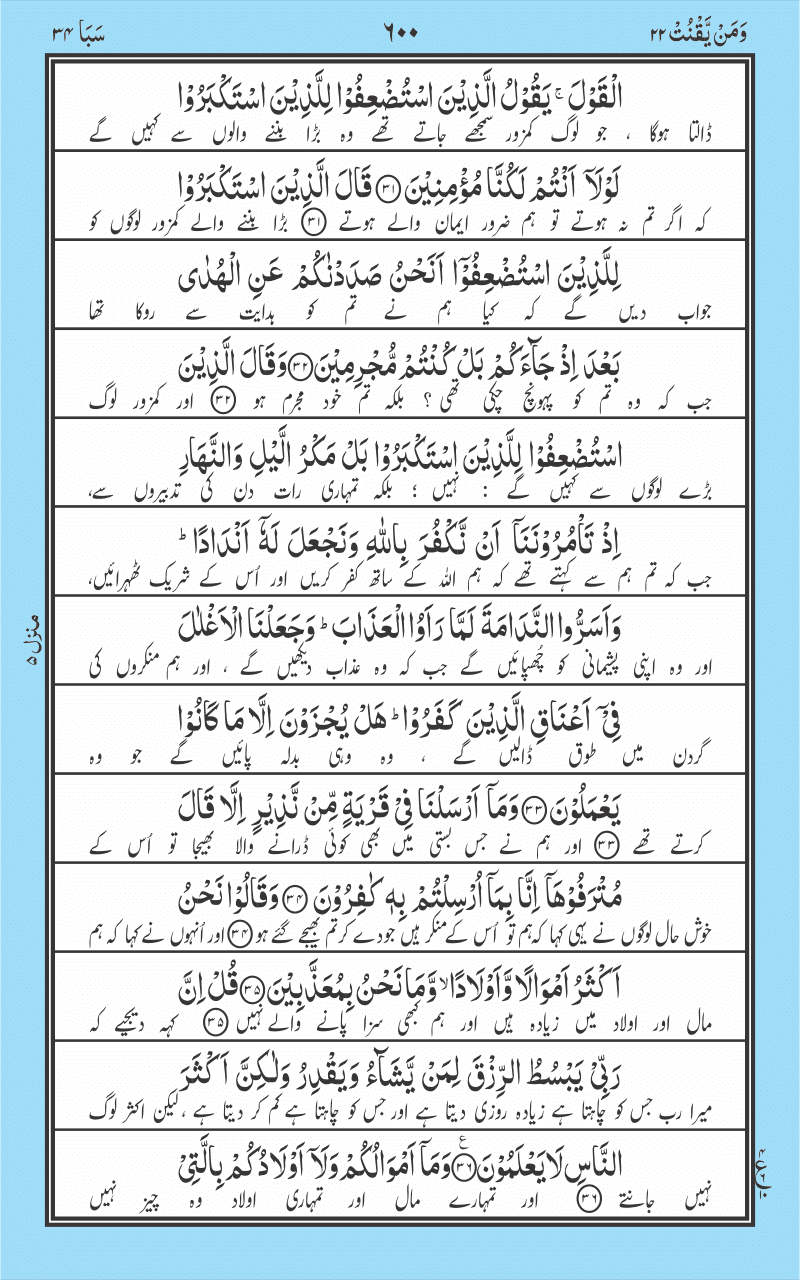 وَمَنْ يَّقْنُتْ ٢٢
٦٠٠
سَبَا ٣٤
الْقَوْلَ ۚ يَقُوْلُ الَّذِيْنَ اسْتُضْعِفُوْا لِلَّذِيْنَ اسْتَكْبَرُوْا
ڈالتا ہوگا ، جو لوگ کمزور سمجھے جاتے تھے وہ بڑا بننے والوں سے کہیں گے
لَوْلَاۤ اَنْتُمْ لَكُنَّا مُؤْمِنِيْنَ ﴿٣١﴾ قَالَ الَّذِيْنَ اسْتَكْبَرُوْا
کہ اگر تم نہ ہوتے تو ہم ضرور ایمان والے ہوتے ﴿٣١﴾ بڑا بننے والے کمزور لوگوں کو
لِلَّذِيْنَ اسْتُضْعِفُوْۤا اَنَحْنُ صَدَدْنٰكُمْ عَنِ الْهُدٰى
جواب دیں گے کہ کیا ہم نے تم کو ہدایت سے روکا تھا
بَعْدَ اِذْ جَآءَكُمْ بَلْ كُنْتُمْ مُّجْرِمِيْنَ ﴿٣٢﴾ وَقَالَ الَّذِيْنَ
جب کہ وہ تم کو پہونچ چکی تھی ؟ بلکہ تم خود مجرم ہو ﴿٣٢﴾ اور کمزور لوگ
اسْتُضْعِفُوْا لِلَّذِيْنَ اسْتَكْبَرُوْا بَلْ مَكْرُ الَّيْلِ وَالنَّهَارِ
بڑے لوگوں سے کہیں گے : نہیں ؛ بلکہ تمہاری رات دن کی تدبیروں سے،
اِذْ تَاْمُرُوْنَنَاۤ اَنْ نَّكْفُرَ بِاللّٰهِ وَنَجْعَلَ لَهٗۤ اَنْدَادًا ؕ
جب کہ تم ہم سے کہتے تھے کہ ہم اللہ کے ساتھ کفر کریں اور اُس کے شریک ٹھہرائیں،
وَاَسَرُّوا النَّدَامَةَ لَمَّا رَاَوُا الْعَذَابَ ؕ وَجَعَلْنَا الْاَغْلٰلَ
اور وہ اپنی پشیمانی کو چُھپائیں گے جب کہ وہ عذاب دیکھیں گے ، اور ہم منکروں کی
فِيْۤ اَعْنَاقِ الَّذِيْنَ كَفَرُوْا ؕ هَلْ يُجْزَوْنَ اِلَّا مَا كَانُوْا
گردن میں طوق ڈالیں گے ، وہ وہی بدلہ پائیں گے جو وہ
يَعْمَلُوْنَ ﴿٣٣﴾ وَمَاۤ اَرْسَلْنَا فِيْ قَرْيَةٍ مِّنْ نَّذِيْرٍ اِلَّا قَالَ
کرتے تھے ﴿٣٣﴾ اور ہم نے جس بستی میں بھی کوئی ڈرانے والا بھیجا تو اُس کے
مُتْرَفُوْهَاۤ اِنَّا بِمَاۤ اُرْسِلْتُمْ بِهٖ كٰفِرُوْنَ ﴿٣٤﴾ وَقَالُوْا نَحْنُ
خوش حال لوگوں نے یہی کہا کہ ہم تو اُس کے منکر ہیں جو دے کر تم بھیجے گئے ہو ﴿٣٤﴾ اور اُنہوں نے کہا کہ ہم
اَكْثَرُ اَمْوَالًا وَّاَوْلَادًا ۙ وَّمَا نَحْنُ بِمُعَذَّبِيْنَ ﴿٣٥﴾ قُلْ اِنَّ
مال اور اولاد میں زیادہ ہیں اور ہم کبھی سزا پانے والے نہیں ﴿٣٥﴾ کہہ دیجیے کہ
رَبِّيْ يَبْسُطُ الرِّزْقَ لِمَنْ يَّشَآءُ وَيَقْدِرُ وَلٰكِنَّ اَكْثَرَ
میرا رب جس کو چاہتا ہے زیادہ روزی دیتا ہے اور جس کو چاہتا ہے کم کر دیتا ہے ، لیکن اکثر لوگ
النَّاسِ لَا يَعْلَمُوْنَ ﴿٣٦﴾ ع وَمَاۤ اَمْوَالُكُمْ وَلَاۤ اَوْلَادُكُمْ بِالَّتِيْ
نہیں جانتے ﴿٣٦﴾ اور تمہارے مال اور تمہاری اولاد وہ چیز نہیں
منزل ٥